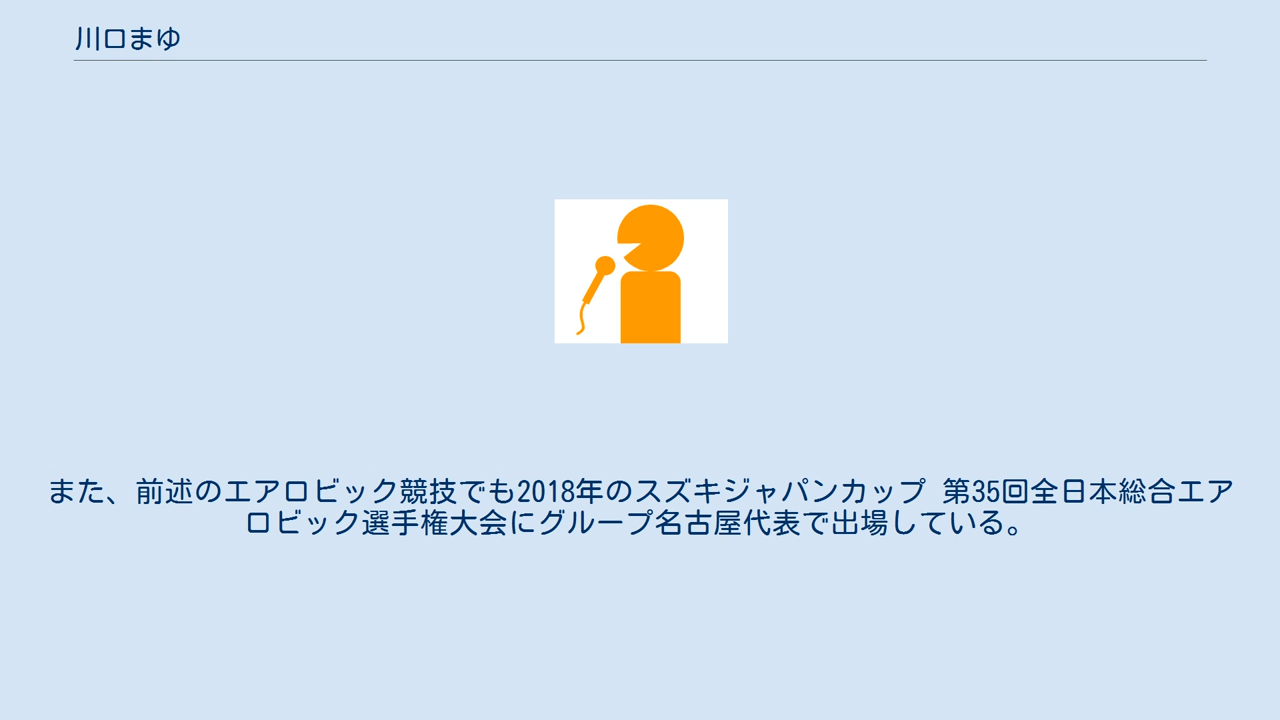 川口まゆ
また、前述のエアロビック競技でも2018年のスズキジャパンカップ 第35回全日本総合エア
ロビック選手権大会にグループ名古屋代表で出場している。